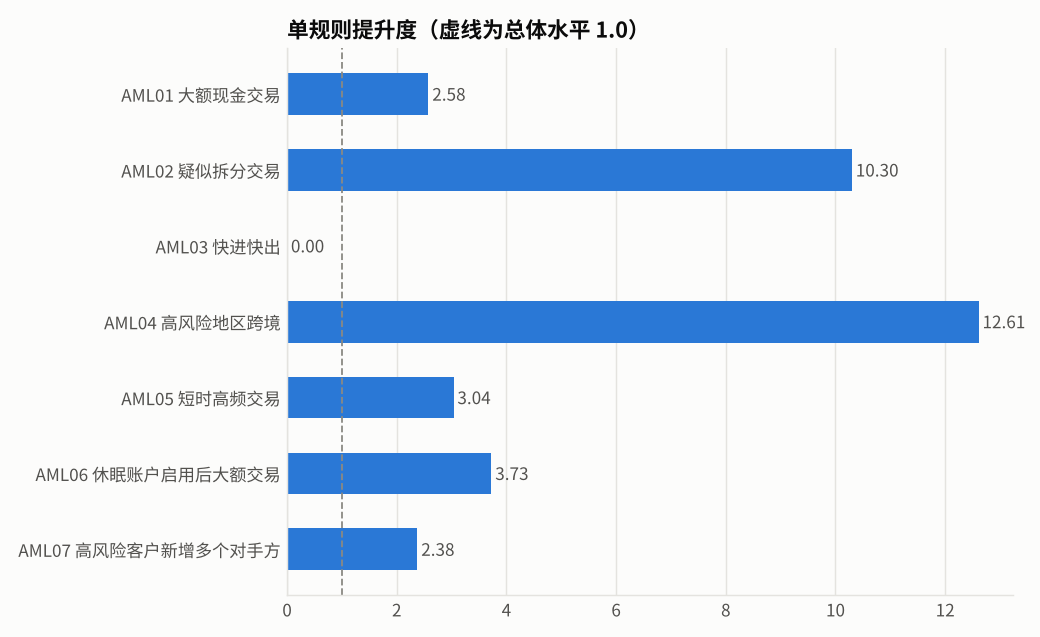 单规则提升度（虚线为总体水平 1.0）
AML01 大额现金交易 2.58
AML02 疑似拆分交易 10.30
AML03 快进快出 0.00
AML04 高风险地区跨境 12.61
AML05 短时高频交易 3.04
AML06 休眠账户启用后大额交易 3.73
AML07 高风险客户新增多个对手方 2.38
0 2 4 6 8 10 12